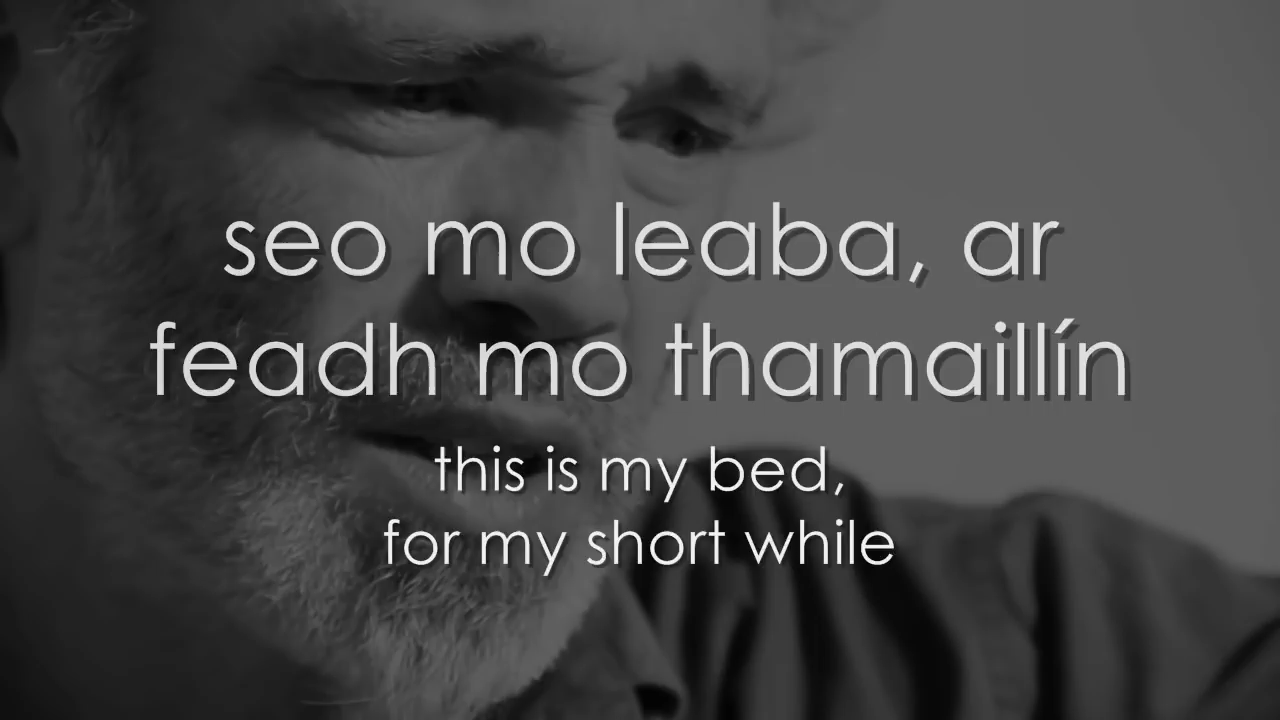 seo mo leaba, ar
feadh mo thamaillín
this is my bed,
for my short while